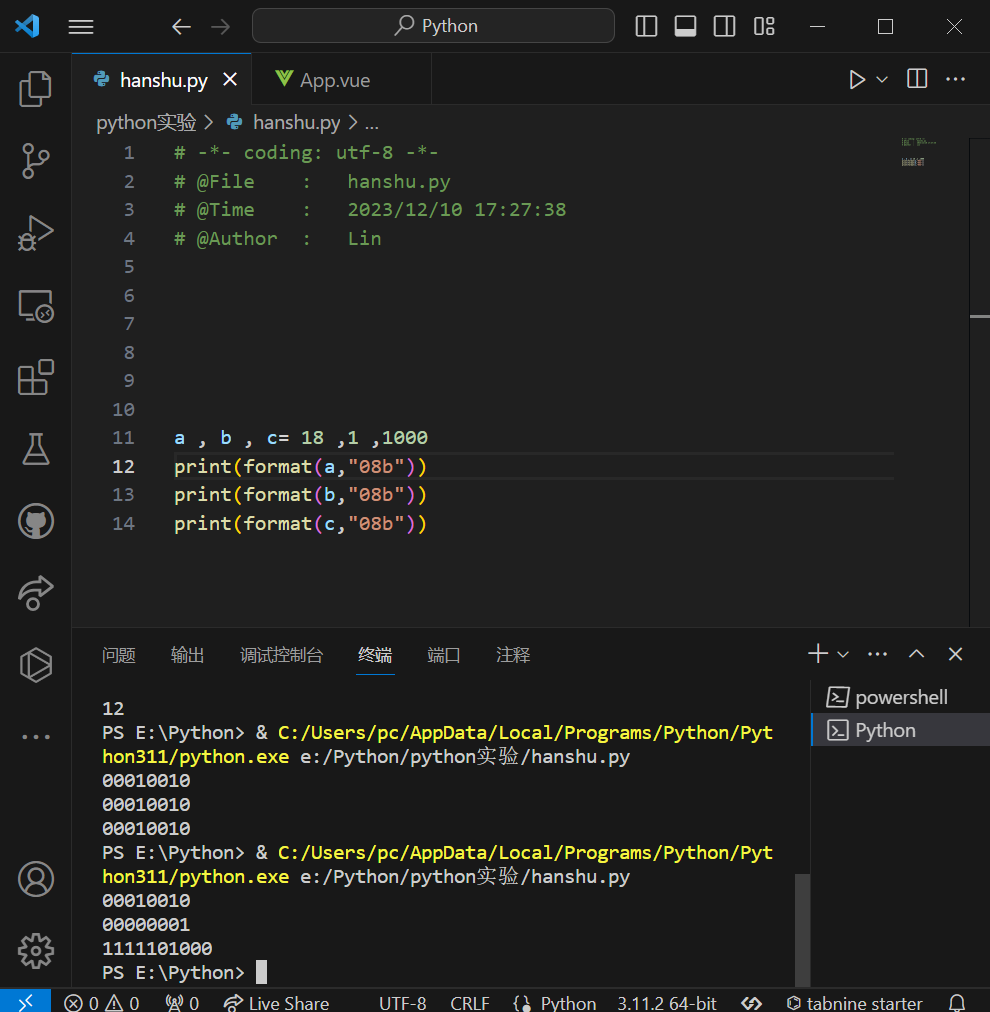 Python
hanshu.py
App.vue
python实验 > hanshu.py > ...
1 # -*- coding: utf-8 -*-
2 # @File : hanshu.py
3 # @Time : 2023/12/10 17:27:38
4 # @Author : Lin
5
6
7
8
9
10
11 a , b , c= 18 ,1 ,1000
12 print(format(a,"08b"))
13 print(format(b,"08b"))
14 print(format(c,"08b"))
问题 输出 调试控制台 终端 端口 注释
powershell
Python
12
PS E:\Python> & C:/Users/pc/AppData/Local/Programs/Python/Pyt
hon311/python.exe e:/Python/python实验/hanshu.py
00010010
00010010
00010010
PS E:\Python> & C:/Users/pc/AppData/Local/Programs/Python/Pyt
hon311/python.exe e:/Python/python实验/hanshu.py
00010010
00000001
1111101000
PS E:\Python>
0 0 0 Live Share UTF-8 CRLF Python 3.11.2 64-bit tabnine starter